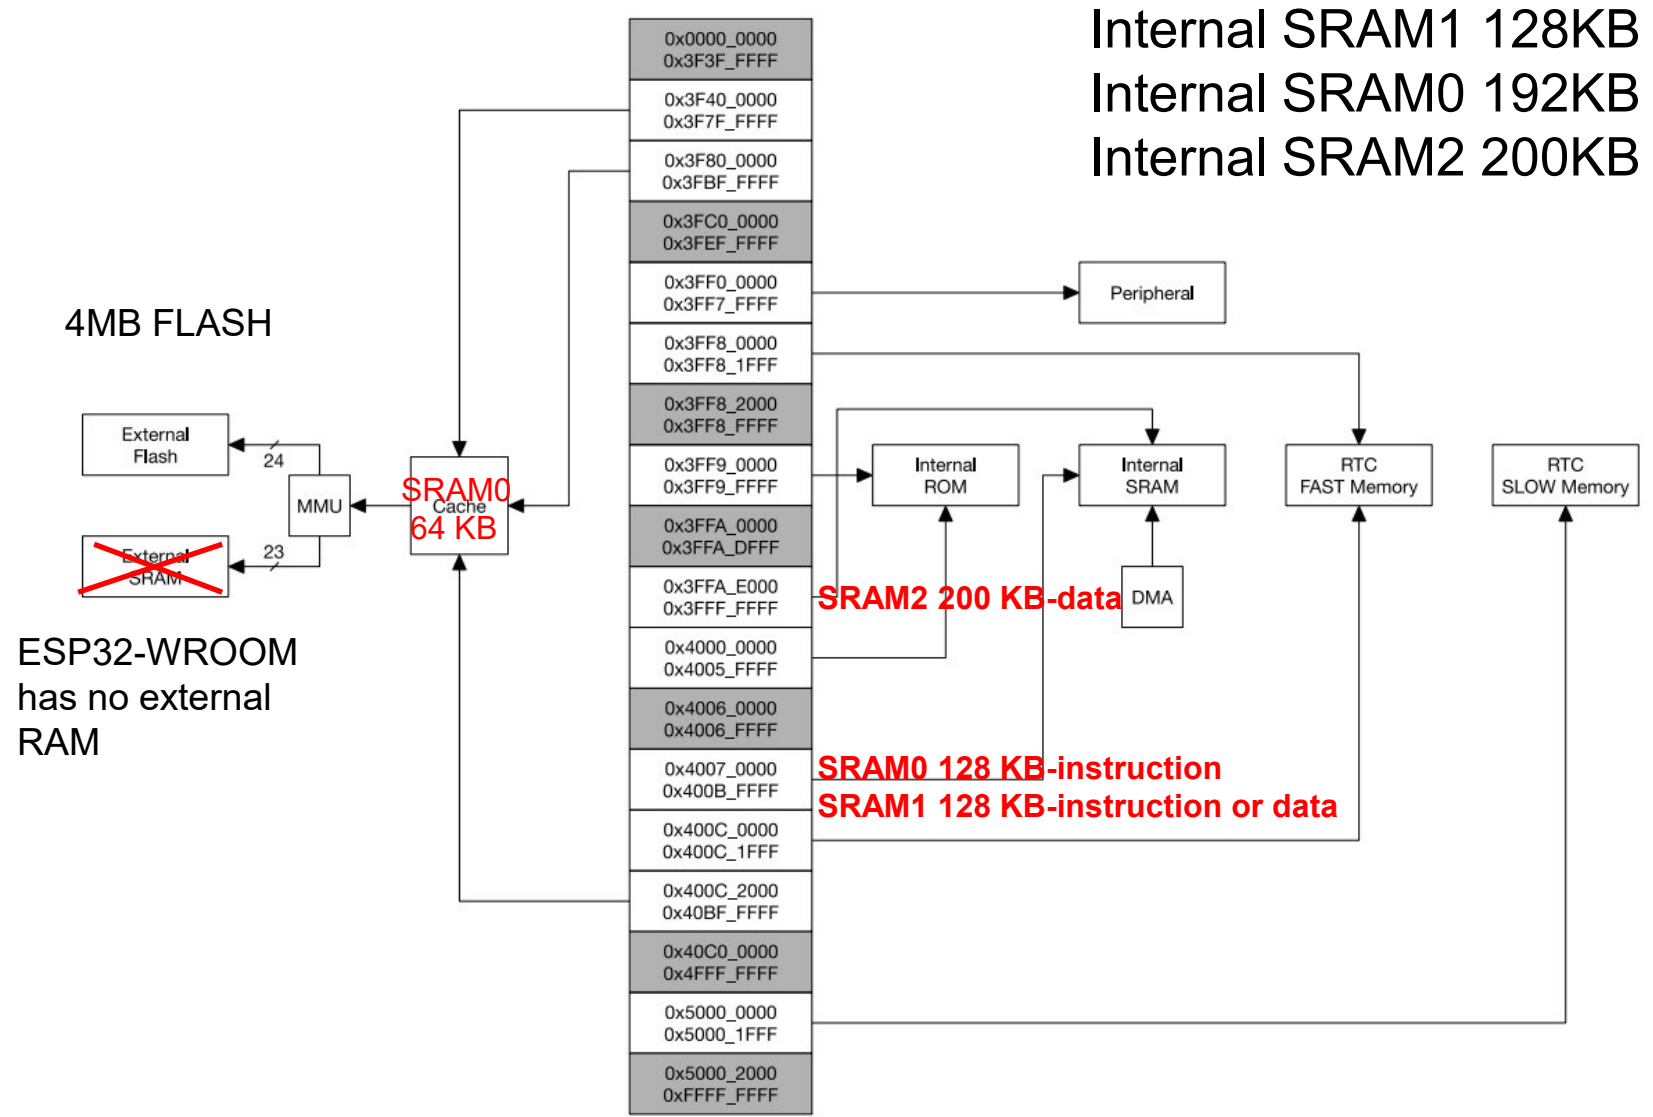 Internal SRAM1 128KB
Internal SRAM0 192KB
Internal SRAM2 200KB
0x0000_0000
0x3F3F_FFFF
0x3F40_0000
0x3F7F_FFFF
0x3F80_0000
0x3FBF_FFFF
0x3FC0_0000
0x3FEF_FFFF
0x3FF0_0000
0x3FF7_FFFF
0x3FF8_0000
0x3FF8_1FFF
0x3FF8_2000
0x3FF8_FFFF
0x3FF9_0000
0x3FF9_FFFF
0x3FFA_0000
0x3FFA_DFFF
0x3FFA_E000
0x3FFF_FFFF
0x4000_0000
0x4005_FFFF
0x4006_0000
0x4006_FFFF
0x4007_0000
0x400B_FFFF
0x400C_0000
0x400C_1FFF
0x400C_2000
0x40BF_FFFF
0x40C0_0000
0x4FFF_FFFF
0x5000_0000
0x5000_1FFF
0x5000_2000
0xFFFF_FFFF
4MB FLASH
External
Flash
24
MMU
SRAM0
Cache
64 KB
External
SRAM
23
ESP32-WROOM
has no external
RAM
Peripheral
Internal
ROM
Internal
SRAM
RTC
FAST Memory
RTC
SLOW Memory
SRAM2 200 KB-data
DMA
SRAM0 128 KB-instruction
SRAM1 128 KB-instruction or data